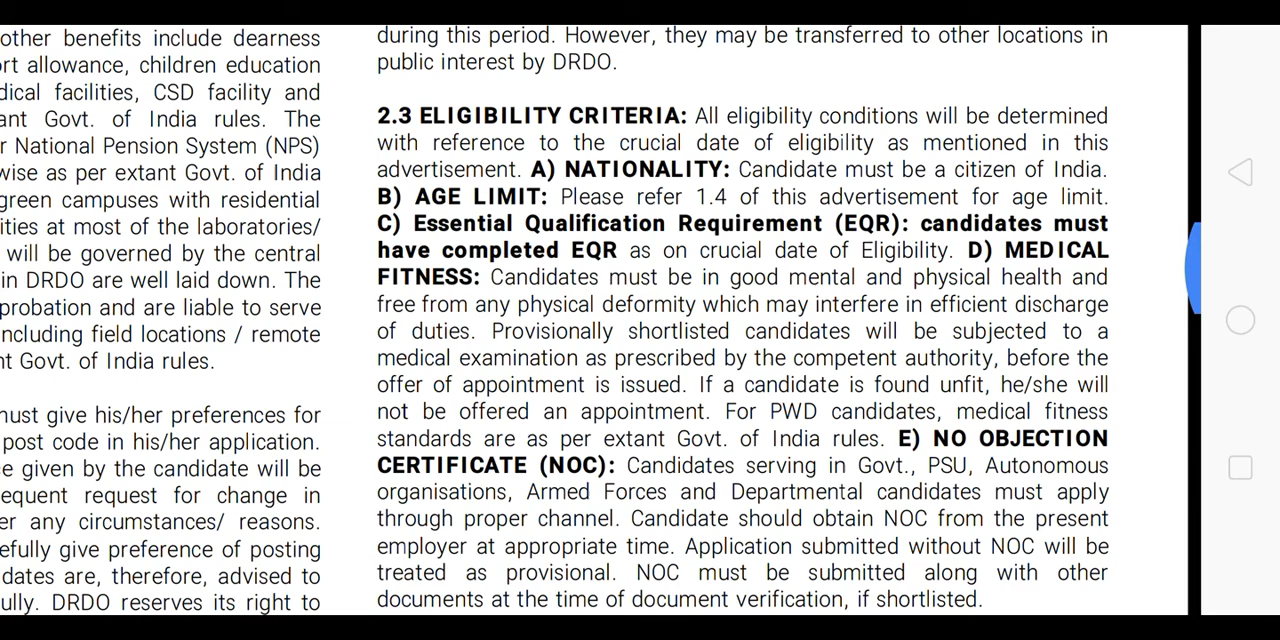 other benefits include dearness
rt allowance, children education
dical facilities, CSD facility and
ant Govt. of India rules. The
r National Pension System (NPS)
wise as per extant Govt. of India
green campuses with residential
ities at most of the laboratories/
will be governed by the central
in DRDO are well laid down. The
probation and are liable to serve
including field locations / remote
nt Govt. of India rules.
must give his/her preferences for
post code in his/her application.
ce given by the candidate will be
sequent request for change in
er any circumstances/ reasons.
efully give preference of posting
dates are, therefore, advised to
ully. DRDO reserves its right to
during this period. However, they may be transferred to other locations in
public interest by DRDO.
2.3 ELIGIBILITY CRITERIA: All eligibility conditions will be determined
with reference to the crucial date of eligibility as mentioned in this
advertisement. A) NATIONALITY: Candidate must be a citizen of India.
B) AGE LIMIT: Please refer 1.4 of this advertisement for age limit.
C) Essential Qualification Requirement (EQR): candidates must
have completed EQR as on crucial date of Eligibility. D) MEDICAL
FITNESS: Candidates must be in good mental and physical health and
free from any physical deformity which may interfere in efficient discharge
of duties. Provisionally shortlisted candidates will be subjected to a
medical examination as prescribed by the competent authority, before the
offer of appointment is issued. If a candidate is found unfit, he/she will
not be offered an appointment. For PWD candidates, medical fitness
standards are as per extant Govt. of India rules. E) NO OBJECTION
CERTIFICATE (NOC): Candidates serving in Govt., PSU, Autonomous
organisations, Armed Forces and Departmental candidates must apply
through proper channel. Candidate should obtain NOC from the present
employer at appropriate time. Application submitted without NOC will be
treated as provisional. NOC must be submitted along with other
documents at the time of document verification, if shortlisted.